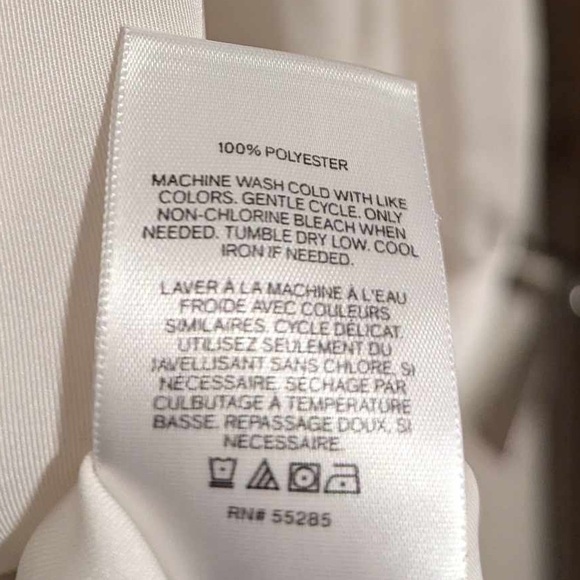 100% POLYESTER
MACHINE WASH COLD WITH LIKE
COLORS. GENTLE CYCLE. ONLY
NON-CHLORINE BLEACH WHEN
NEEDED. TUMBLE DRY LOW. COOL
IRON IF NEEDED.
LAVER À LA MACHINE À L'EAU
FROIDE AVEC COULEURS
SIMILAIRES. CYCLE DÉLICAT.
UTILISEZ SEULEMENT DU
JAVELLISANT SANS CHLORE, SI
NÉCESSAIRE. SÉCHAGE PAR
CULBUTAGE À TEMPÉRATURE
BASSE. REPASSAGE DOUX, SI
NÉCESSAIRE.
RN# 55285